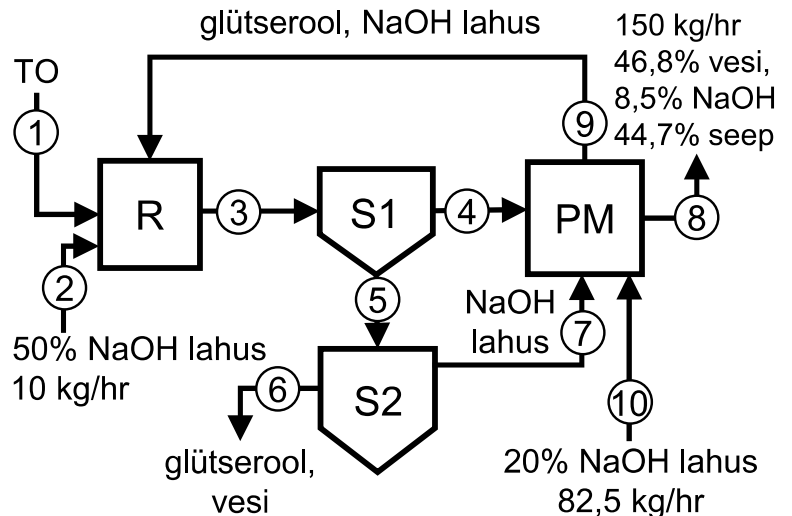 glütserool, NaOH lahus
150 kg/hr
46,8% vesi,
8,5% NaOH
44,7% seep
TO
1
9
R
3
S1
4
PM
8
2
5
NaOH
lahus
7
50% NaOH lahus
10 kg/hr
6
S2
10
glütserool,
vesi
20% NaOH lahus
82,5 kg/hr